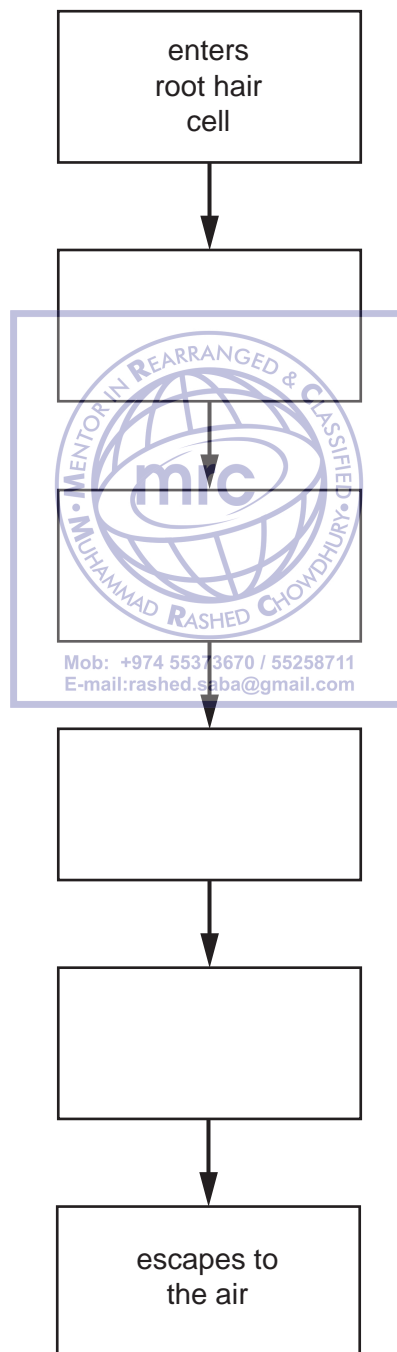 enters
root hair
cell
MENTOR IN REARRANGED & CLASSIFIED
mrc
MUHAMMAD RASHED CHOWDHURY
Mob: +974 55373670 / 55258711
E-mail:rashed.saba@gmail.com
escapes to
the air